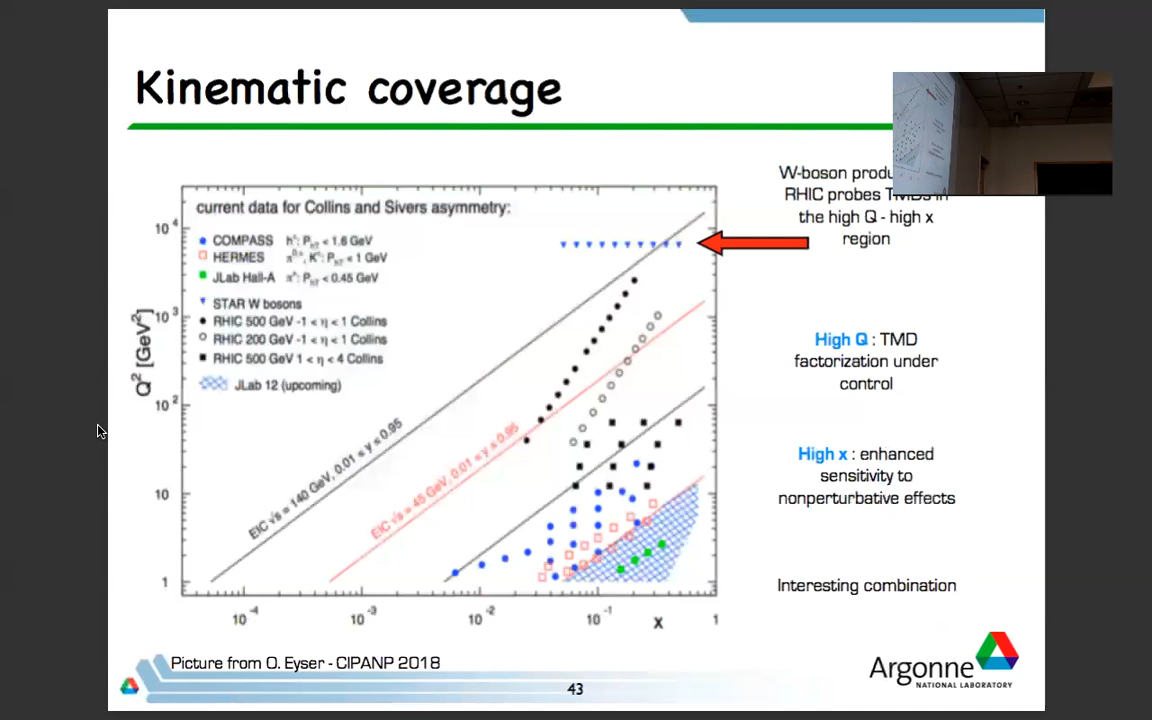 Kinematic coverage
current data for Collins and Sivers asymmetry:
COMPASS h±: PhT < 1.6 GeV
HERMES π0,±, K±: PhT < 1 GeV
JLab Hall-A π±: PhT < 0.45 GeV
STAR W bosons
RHIC 500 GeV -1 < η < 1 Collins
RHIC 200 GeV -1 < η < 1 Collins
RHIC 500 GeV 1 < η < 4 Collins
JLab 12 (upcoming)
EIC √s = 140 GeV, 0.01 ≤ y ≤ 0.95
EIC √s = 45 GeV, 0.01 ≤ y ≤ 0.95
Q² [GeV²]
10⁴
10³
10²
10
1
10⁻⁴
10⁻³
10⁻²
10⁻¹
1
x
W-boson
RHIC probes TMDs in
the high Q - high x
region
High Q : TMD
factorization under
control
High x : enhanced
sensitivity to
nonperturbative effects
Interesting combination
Picture from O. Eyser - CIPANP 2018
43
Argonne
NATIONAL LABORATORY